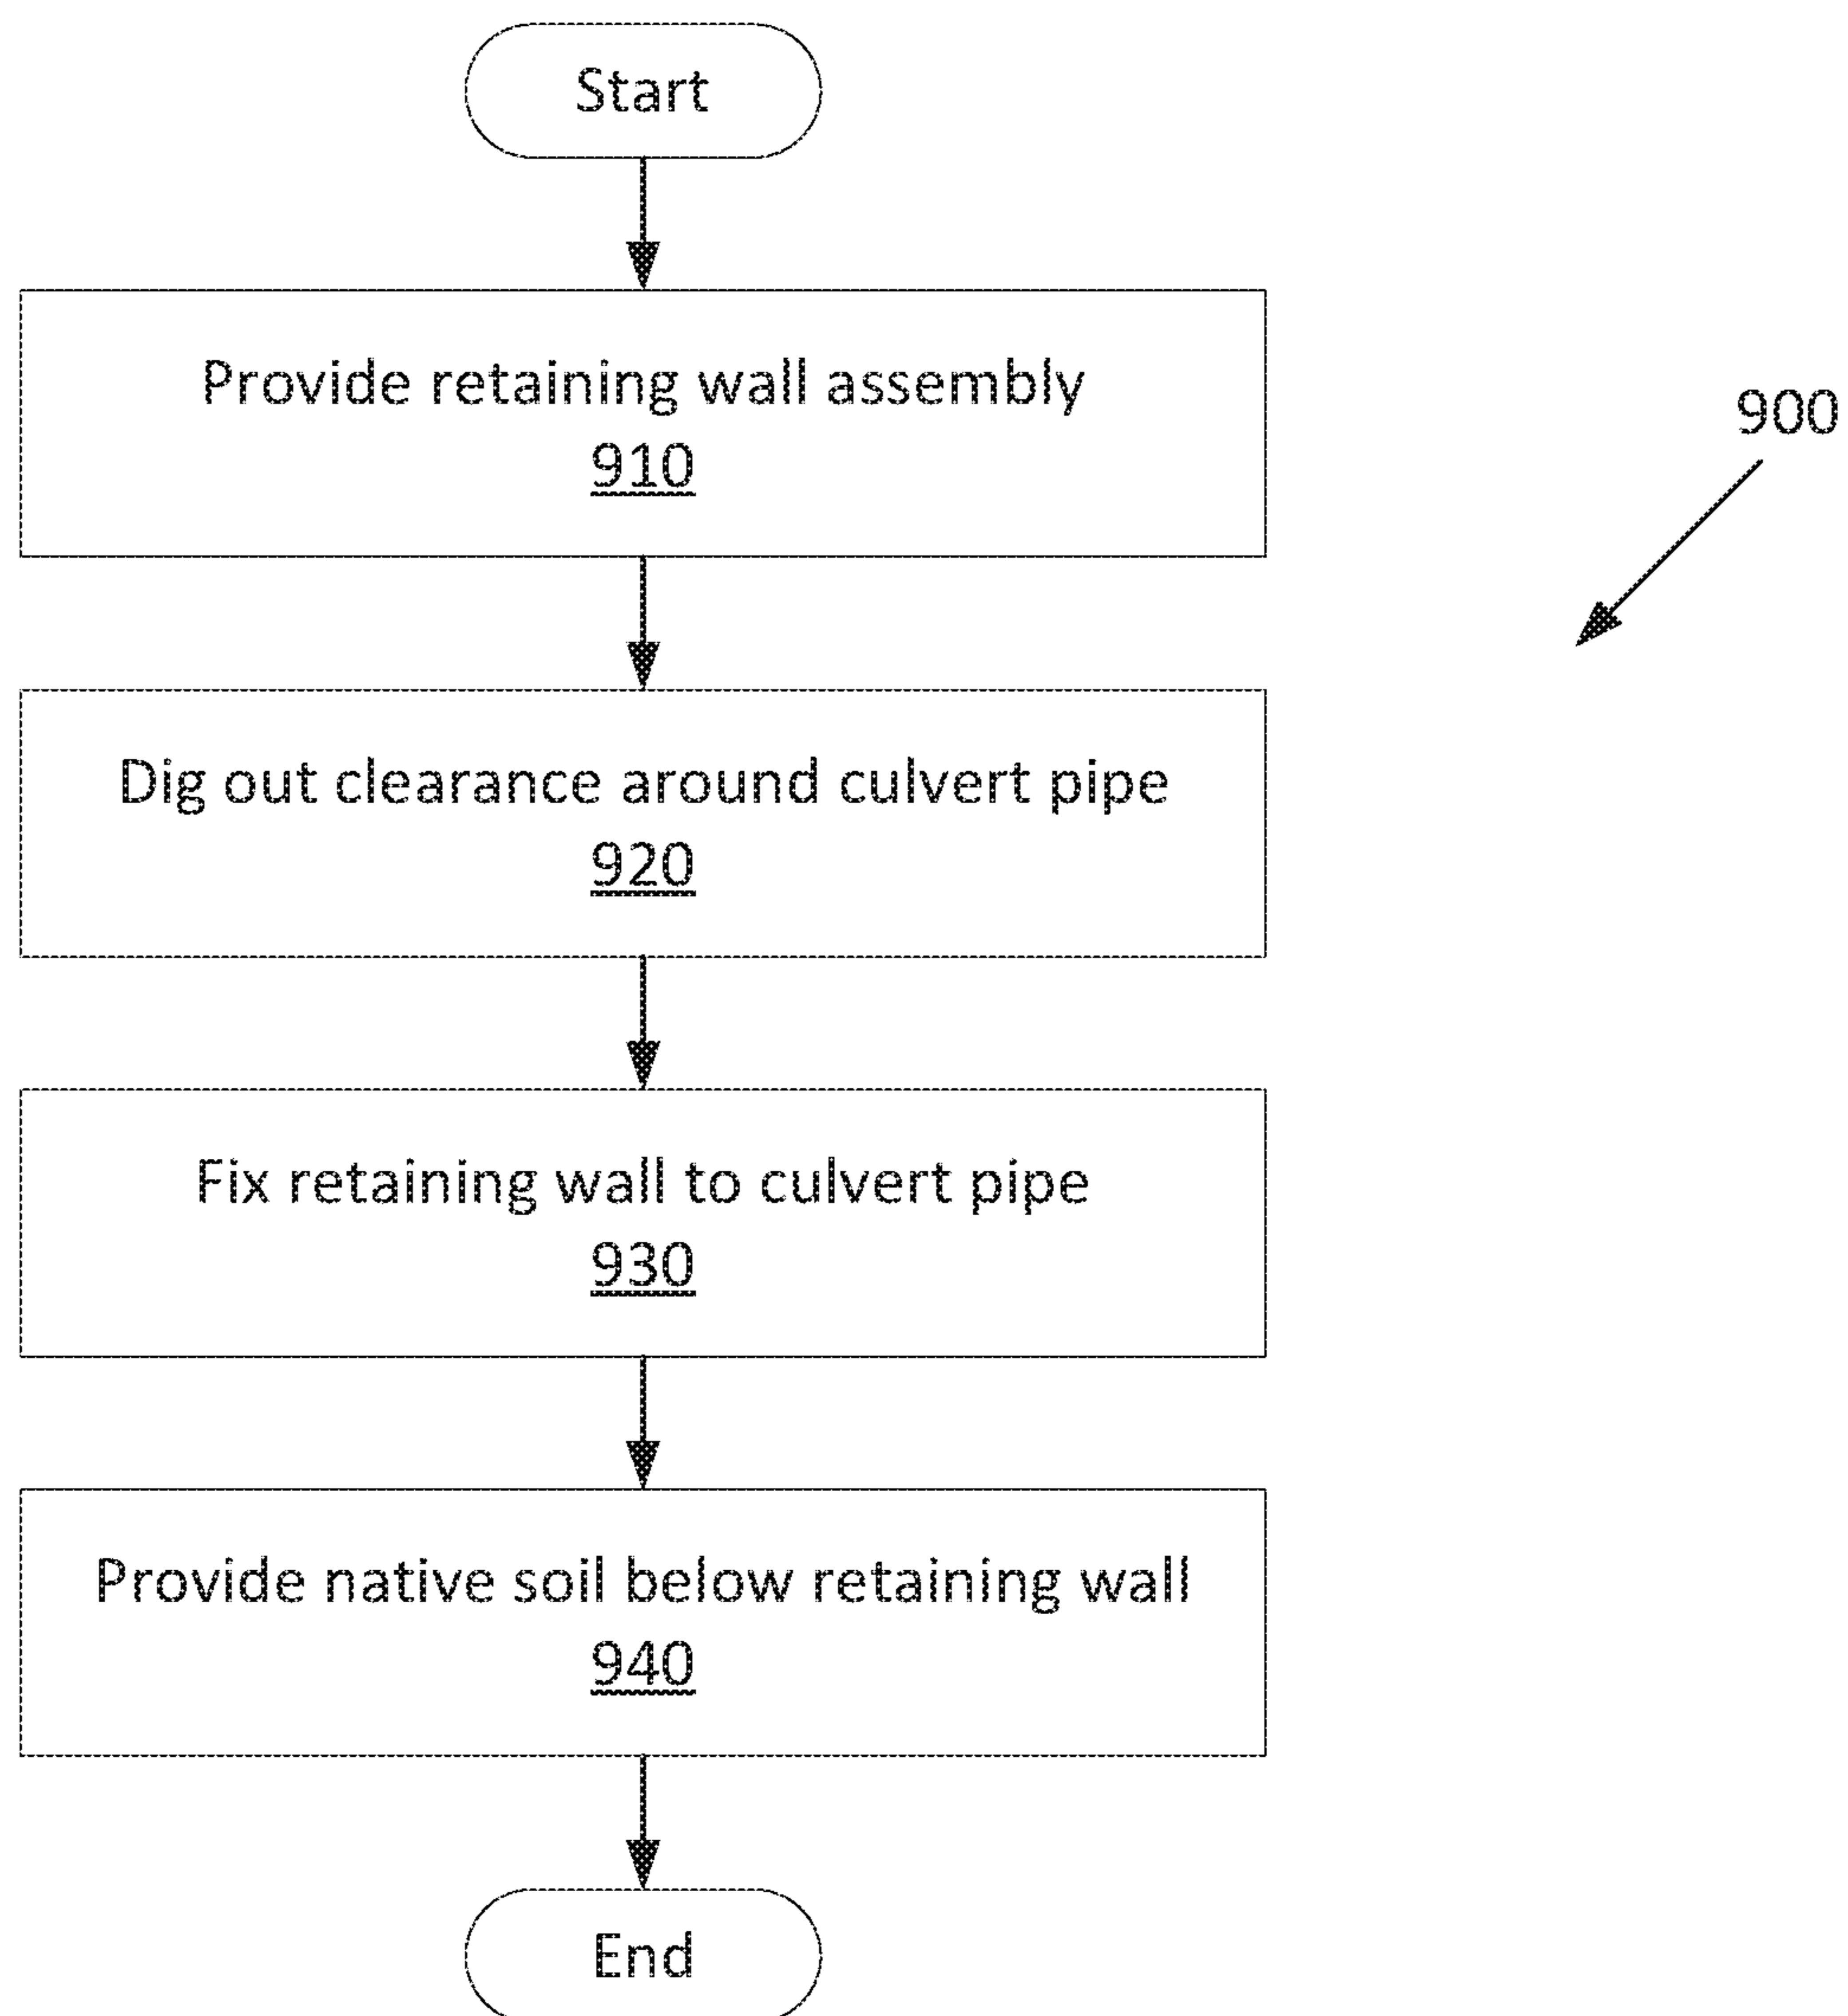 Start
Provide retaining wall assembly
910
900
Dig out clearance around culvert pipe
920
Fix retaining wall to culvert pipe
930
Provide native soil below retaining wall
940
End